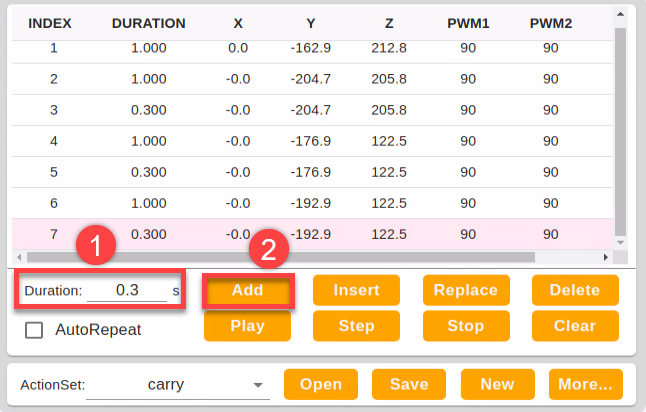 INDEX DURATION X Y Z PWM1 PWM2
1 1.000 0.0 -162.9 212.8 90 90
2 1.000 -0.0 -204.7 205.8 90 90
3 0.300 -0.0 -204.7 205.8 90 90
4 1.000 -0.0 -176.9 122.5 90 90
5 0.300 -0.0 -176.9 122.5 90 90
6 1.000 -0.0 -192.9 122.5 90 90
7 0.300 -0.0 -192.9 122.5 90 90
1 2
Duration: 0.3 s Add Insert Replace Delete
AutoRepeat Play Step Stop Clear
ActionSet: carry Open Save New More...